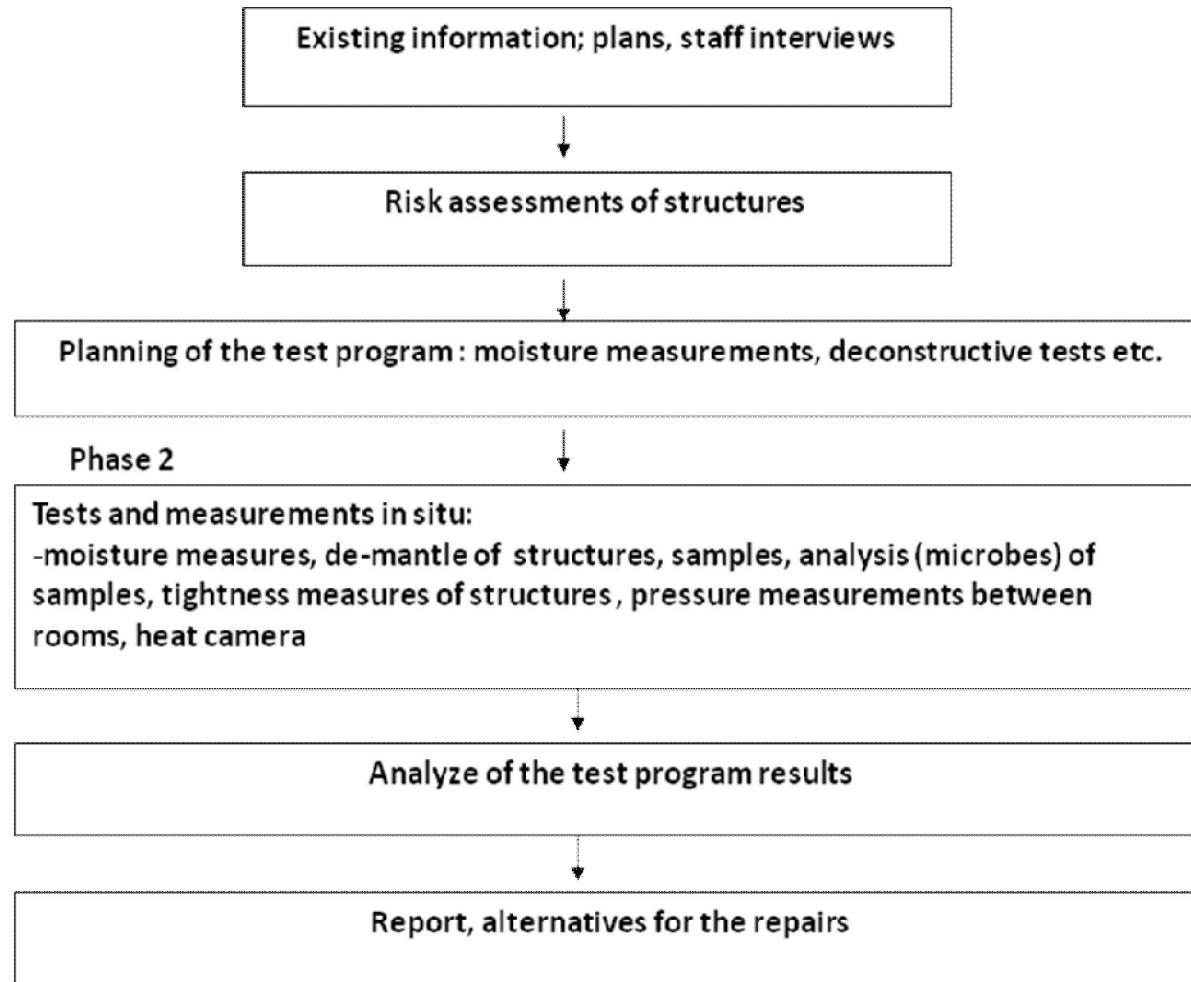 Existing information; plans, staff interviews
Risk assessments of structures
Planning of the test program : moisture measurements, deconstructive tests etc.
Phase 2
Tests and measurements in situ:
-moisture measures, de-mantle of structures, samples, analysis (microbes) of
samples, tightness measures of structures , pressure measurements between
rooms, heat camera
Analyze of the test program results
Report, alternatives for the repairs